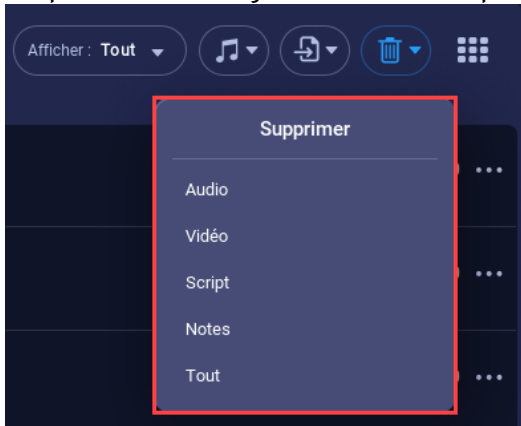 Afficher : Tout
Supprimer
Audio
Vidéo
Script
Notes
Tout